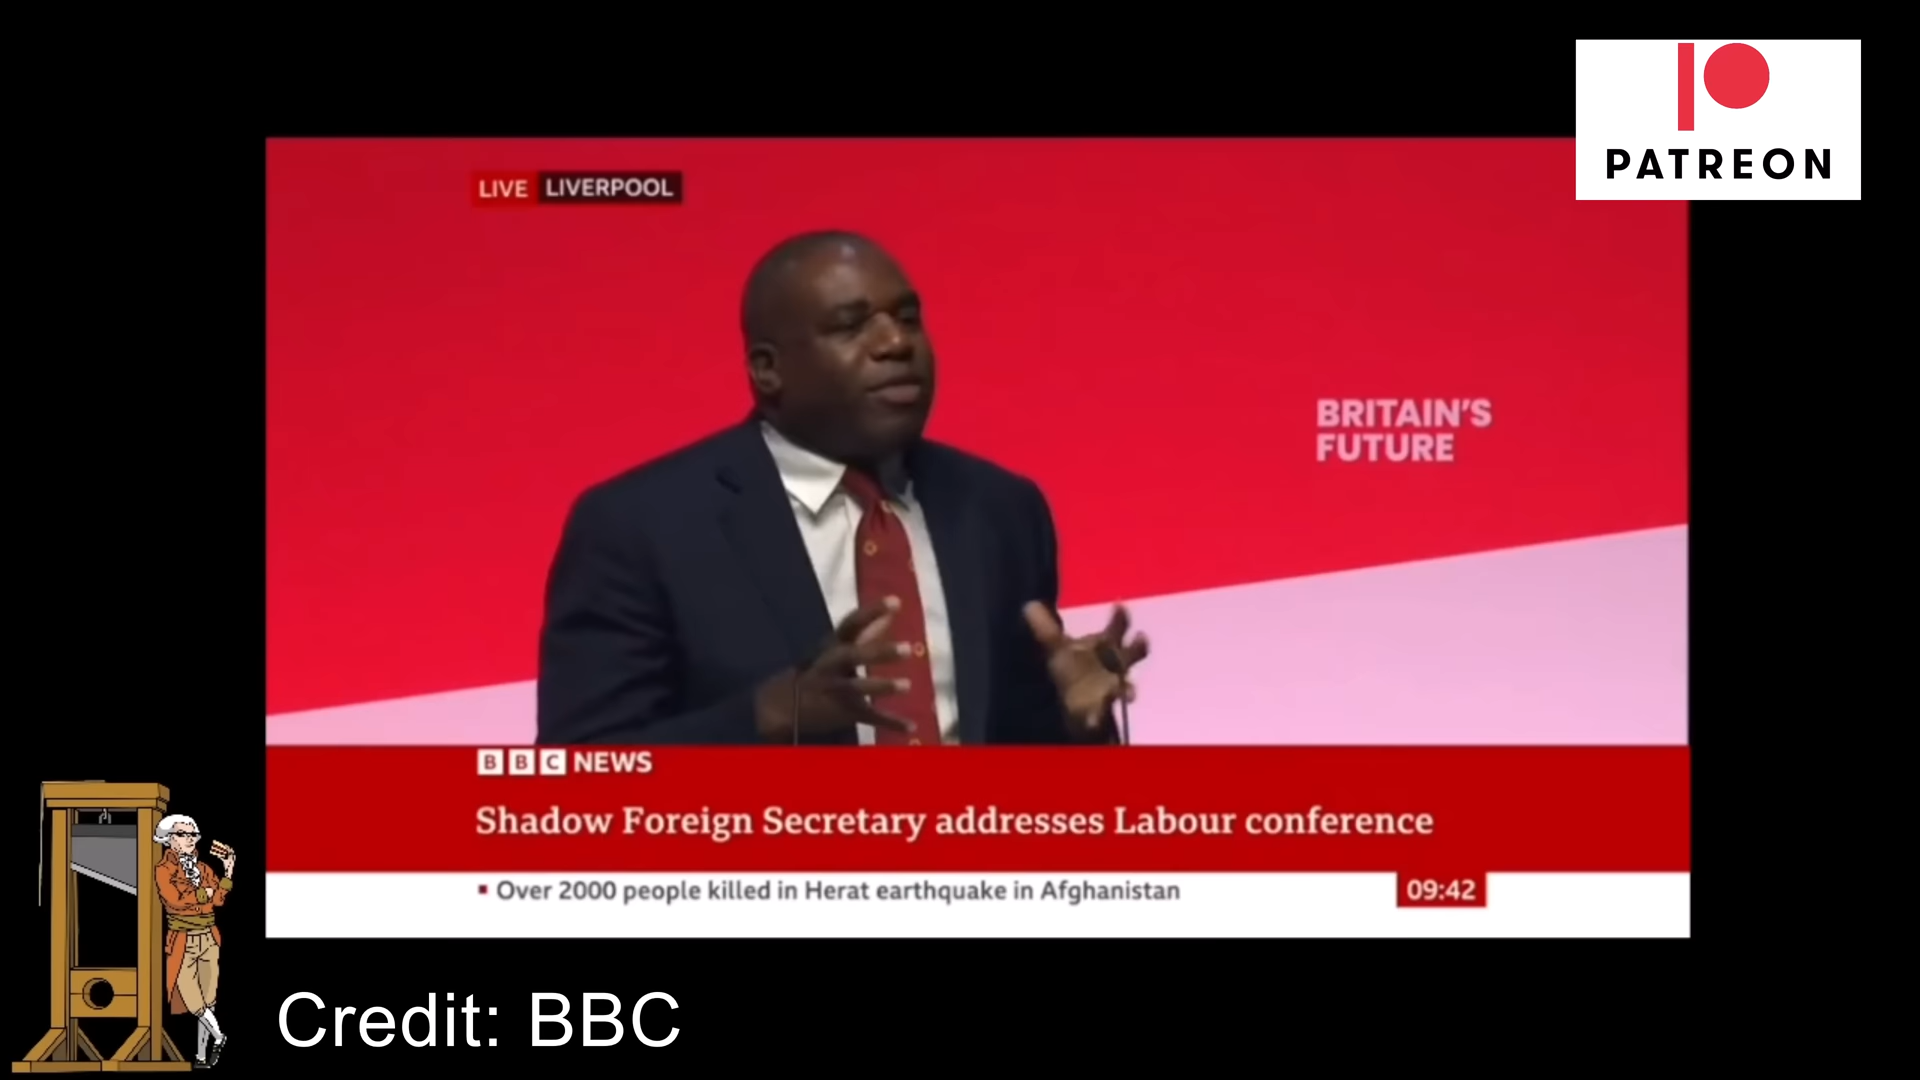 PATREON
LIVE LIVERPOOL
BRITAIN'S
FUTURE
BBC NEWS
Shadow Foreign Secretary addresses Labour conference
Over 2000 people killed in Herat earthquake in Afghanistan
09:42
Credit: BBC